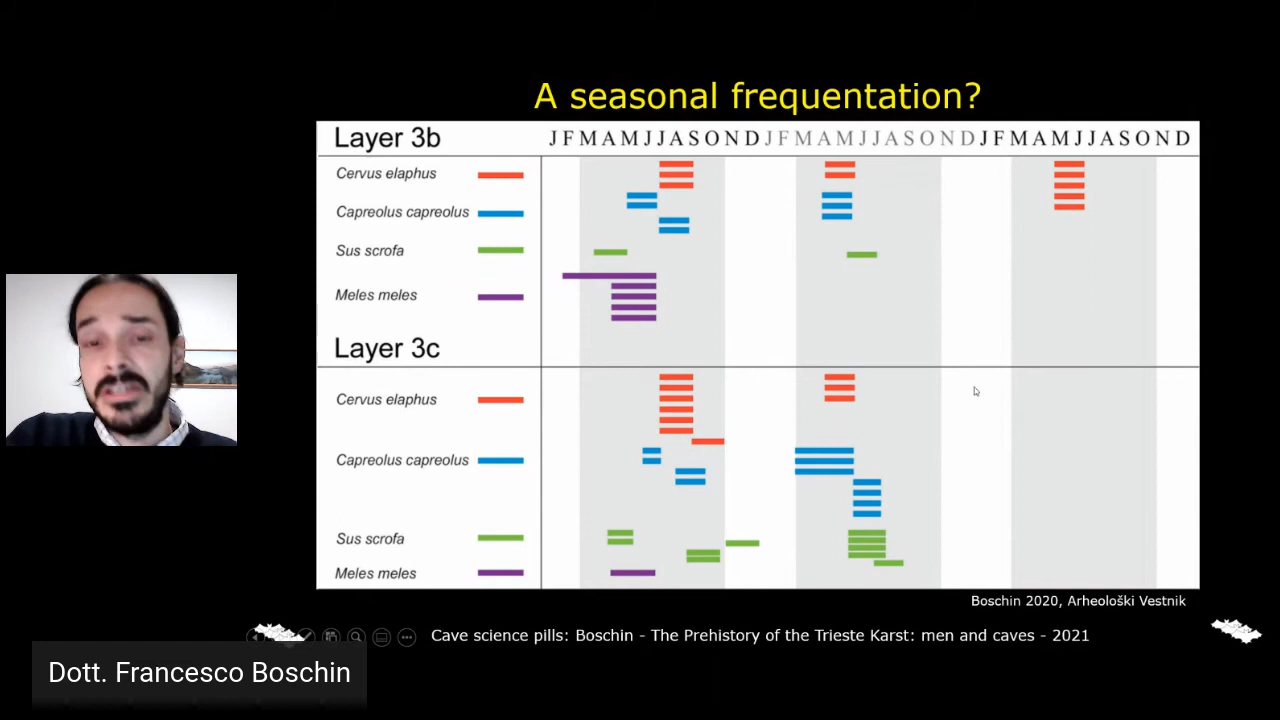 A seasonal frequentation?
Layer 3b
J F M A M J J A S O N D J F M A M J J A S O N D J F M A M J J A S O N D
Cervus elaphus
Capreolus capreolus
Sus scrofa
Meles meles
Layer 3c
Cervus elaphus
Capreolus capreolus
Sus scrofa
Meles meles
Boschin 2020, Arheološki Vestnik
Cave science pills: Boschin - The Prehistory of the Trieste Karst: men and caves - 2021
Dott. Francesco Boschin